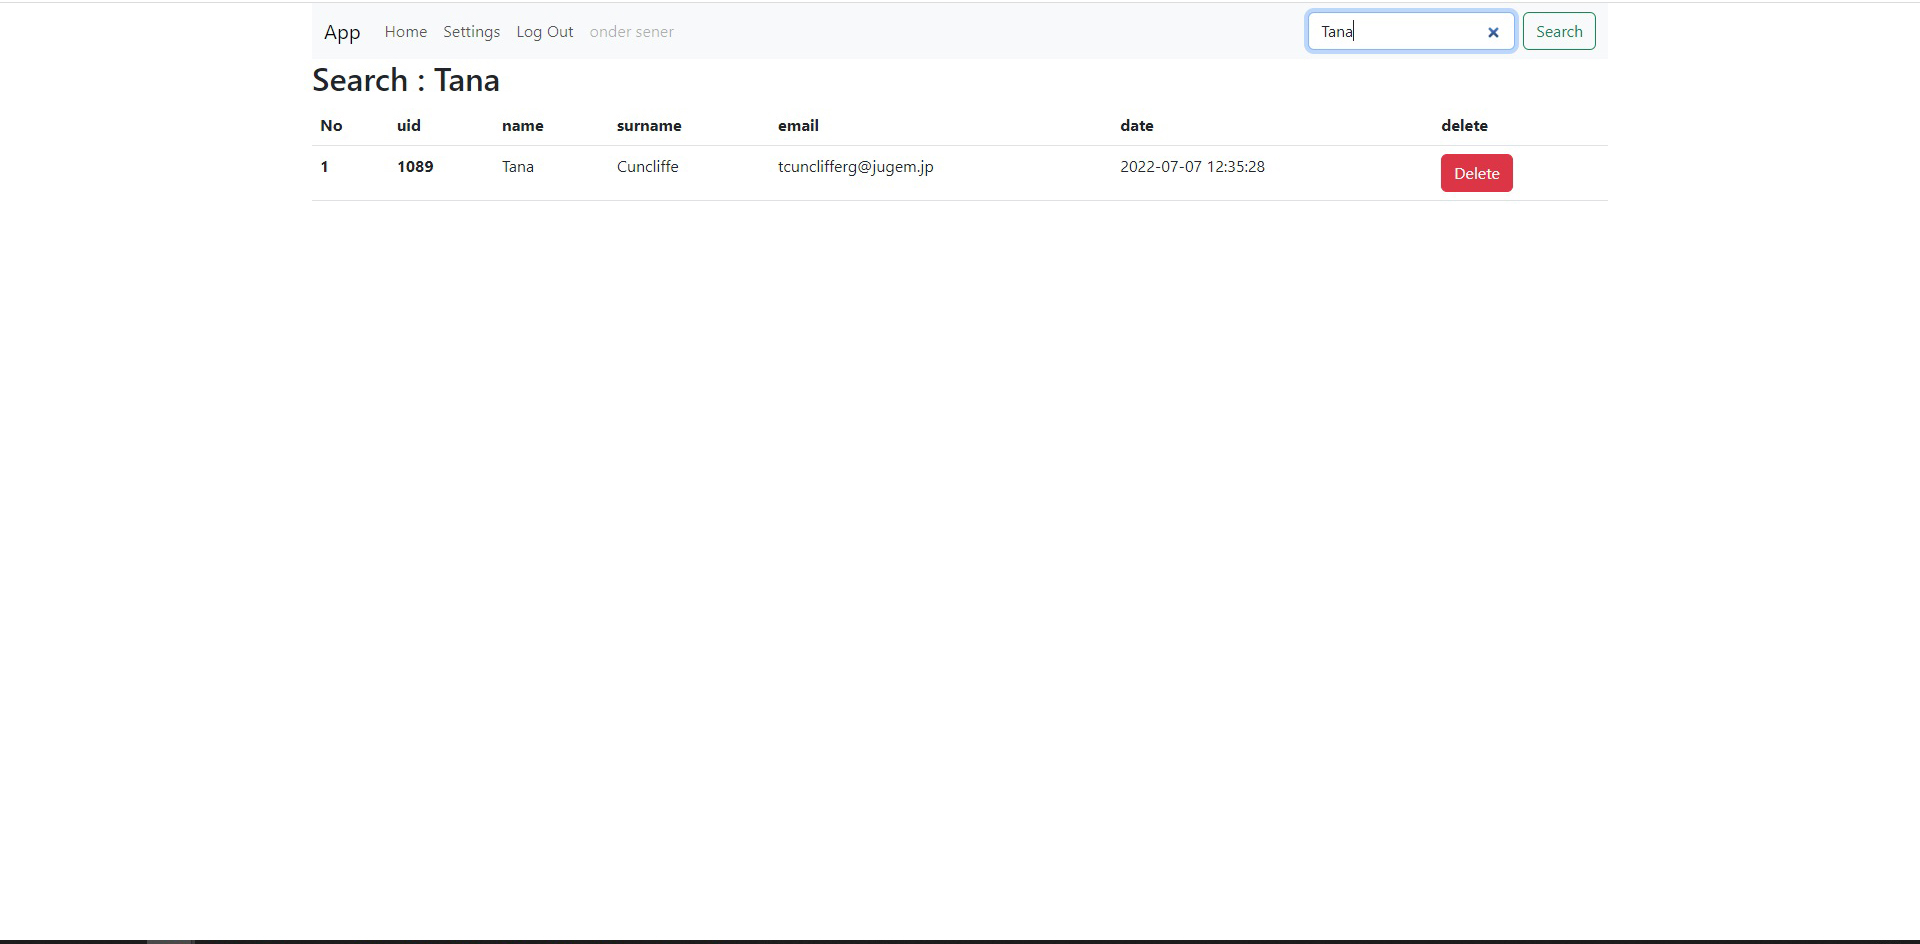 App Home Settings Log Out onder sener Tana Search
Search : Tana
No uid name surname email date delete
1 1089 Tana Cuncliffe tcunclifferg@jugem.jp 2022-07-07 12:35:28 Delete